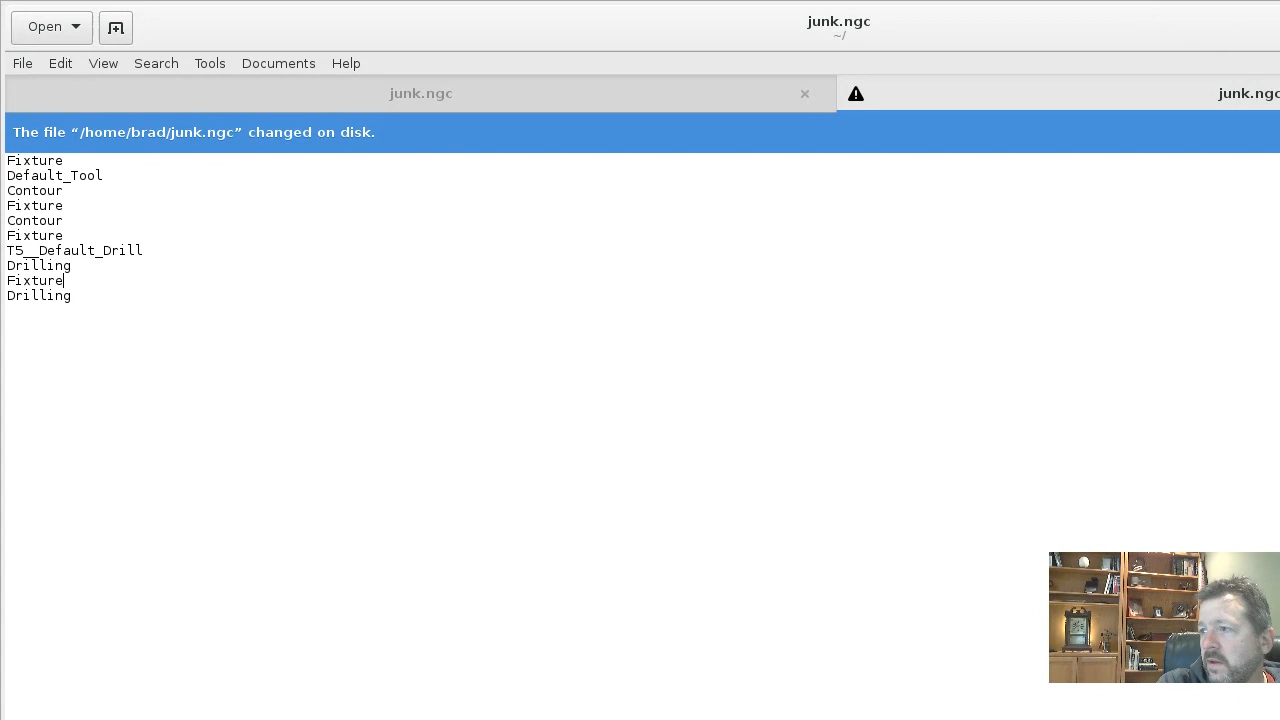 Open
junk.ngc
~/
File Edit View Search Tools Documents Help
junk.ngc
junk.ngc
The file “/home/brad/junk.ngc” changed on disk.
Fixture
Default_Tool
Contour
Fixture
Contour
Fixture
T5__Default_Drill
Drilling
Fixture
Drilling